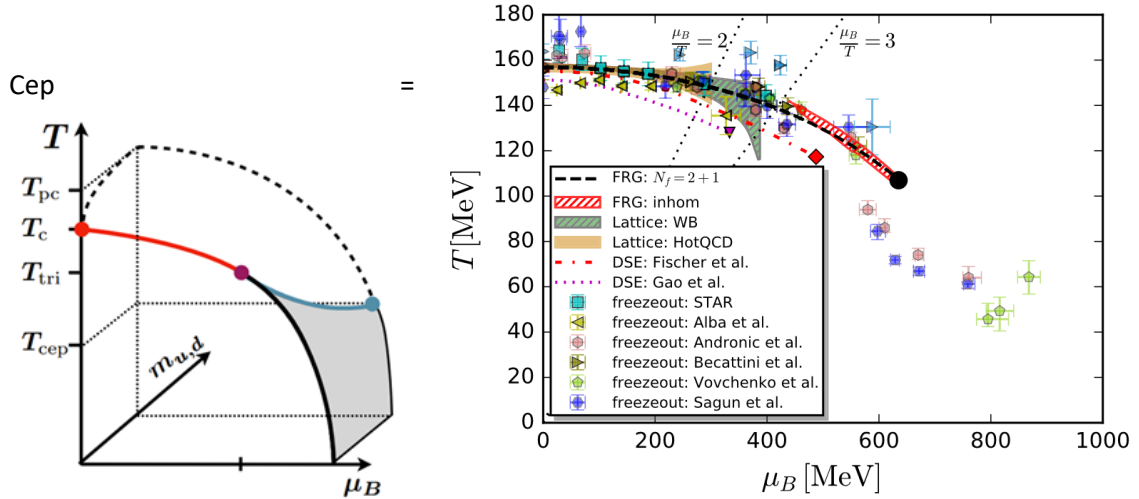 Cep
=
T
T_pc
T_c
T_tri
T_cep
m_u,d
μ_B
180
160
140
120
100
80
60
40
20
0
T [MeV]
μ_B/T = 2
μ_B/T = 3
FRG: N_f = 2 + 1
FRG: inhom
Lattice: WB
Lattice: HotQCD
DSE: Fischer et al.
DSE: Gao et al.
freezeout: STAR
freezeout: Alba et al.
freezeout: Andronic et al.
freezeout: Becattini et al.
freezeout: Vovchenko et al.
freezeout: Sagun et al.
0 200 400 600 800 1000
μ_B [MeV]